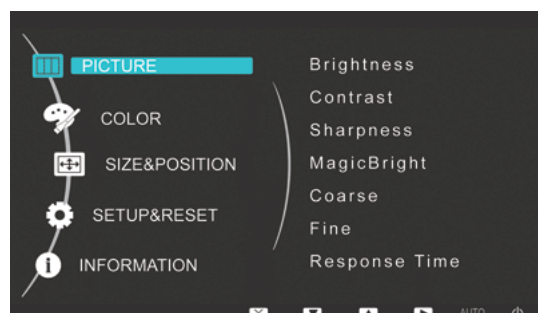 PICTURE
COLOR
SIZE&POSITION
SETUP&RESET
INFORMATION
Brightness
Contrast
Sharpness
MagicBright
Coarse
Fine
Response Time
AUTO